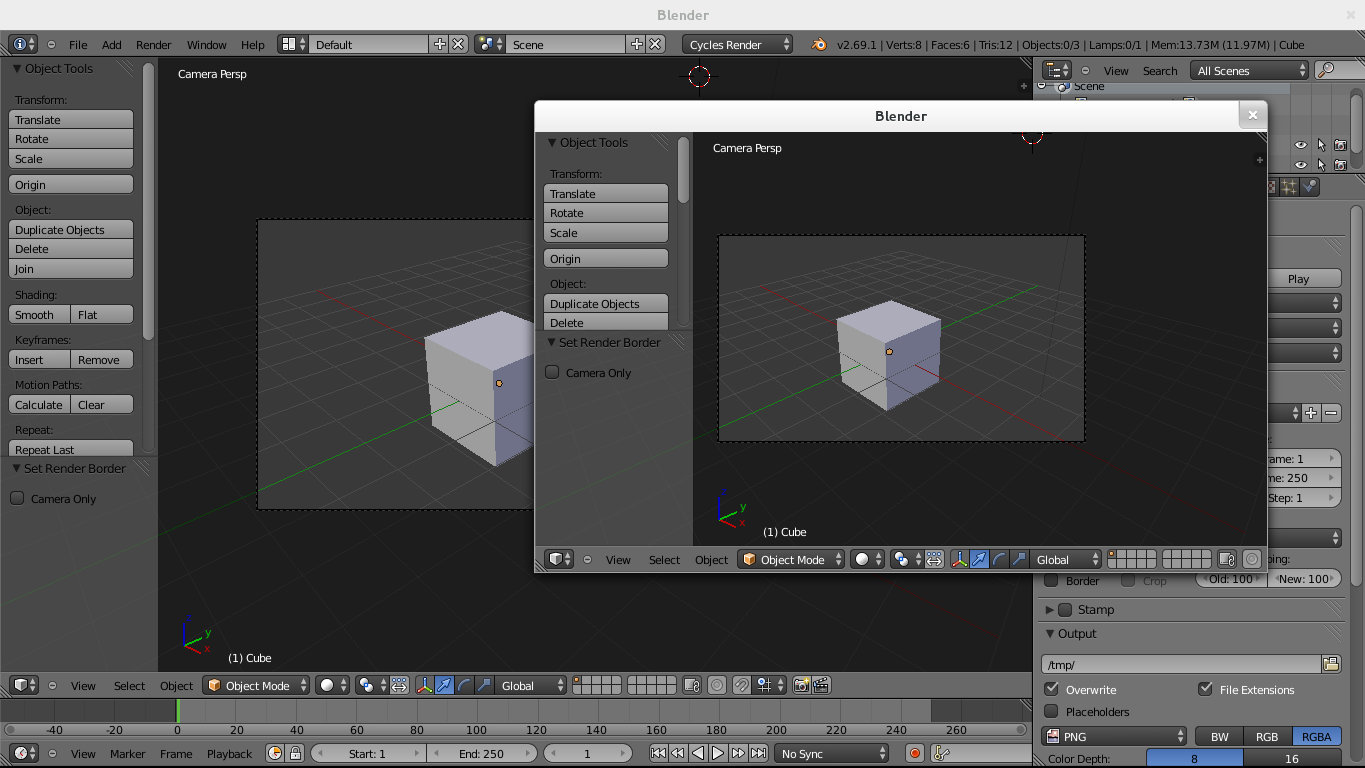 Blender
File Add Render Window Help Default Scene Cycles Render v2.69.1 | Verts:8 | Faces:6 | Tris:12 | Objects:0/3 | Lamps:0/1 | Mem:13.73M (11.97M) | Cube
Object Tools
Transform:
Translate
Rotate
Scale
Origin
Object:
Duplicate Objects
Delete
Join
Shading:
Smooth Flat
Keyframes:
Insert Remove
Motion Paths:
Calculate Clear
Repeat:
Repeat Last
Set Render Border
Camera Only
Camera Persp
(1) Cube
z y x
View Select Object Object Mode Global
-40 -20 0 20 40 60 80 100 120 140 160 180 200 220 240 260
View Marker Frame Playback Start: 1 End: 250 1 No Sync
Blender
Object Tools
Transform:
Translate
Rotate
Scale
Origin
Object:
Duplicate Objects
Delete
Set Render Border
Camera Only
Camera Persp
z y x
(1) Cube
View Select Object Object Mode Global
View Search All Scenes
Scene
Play
rame: 1
me: 250
Step: 1
ping:
Border Crop Old: 100 New: 100
Stamp
Output
/tmp/
Overwrite File Extensions
Placeholders
PNG BW RGB RGBA
Color Depth: 8 16